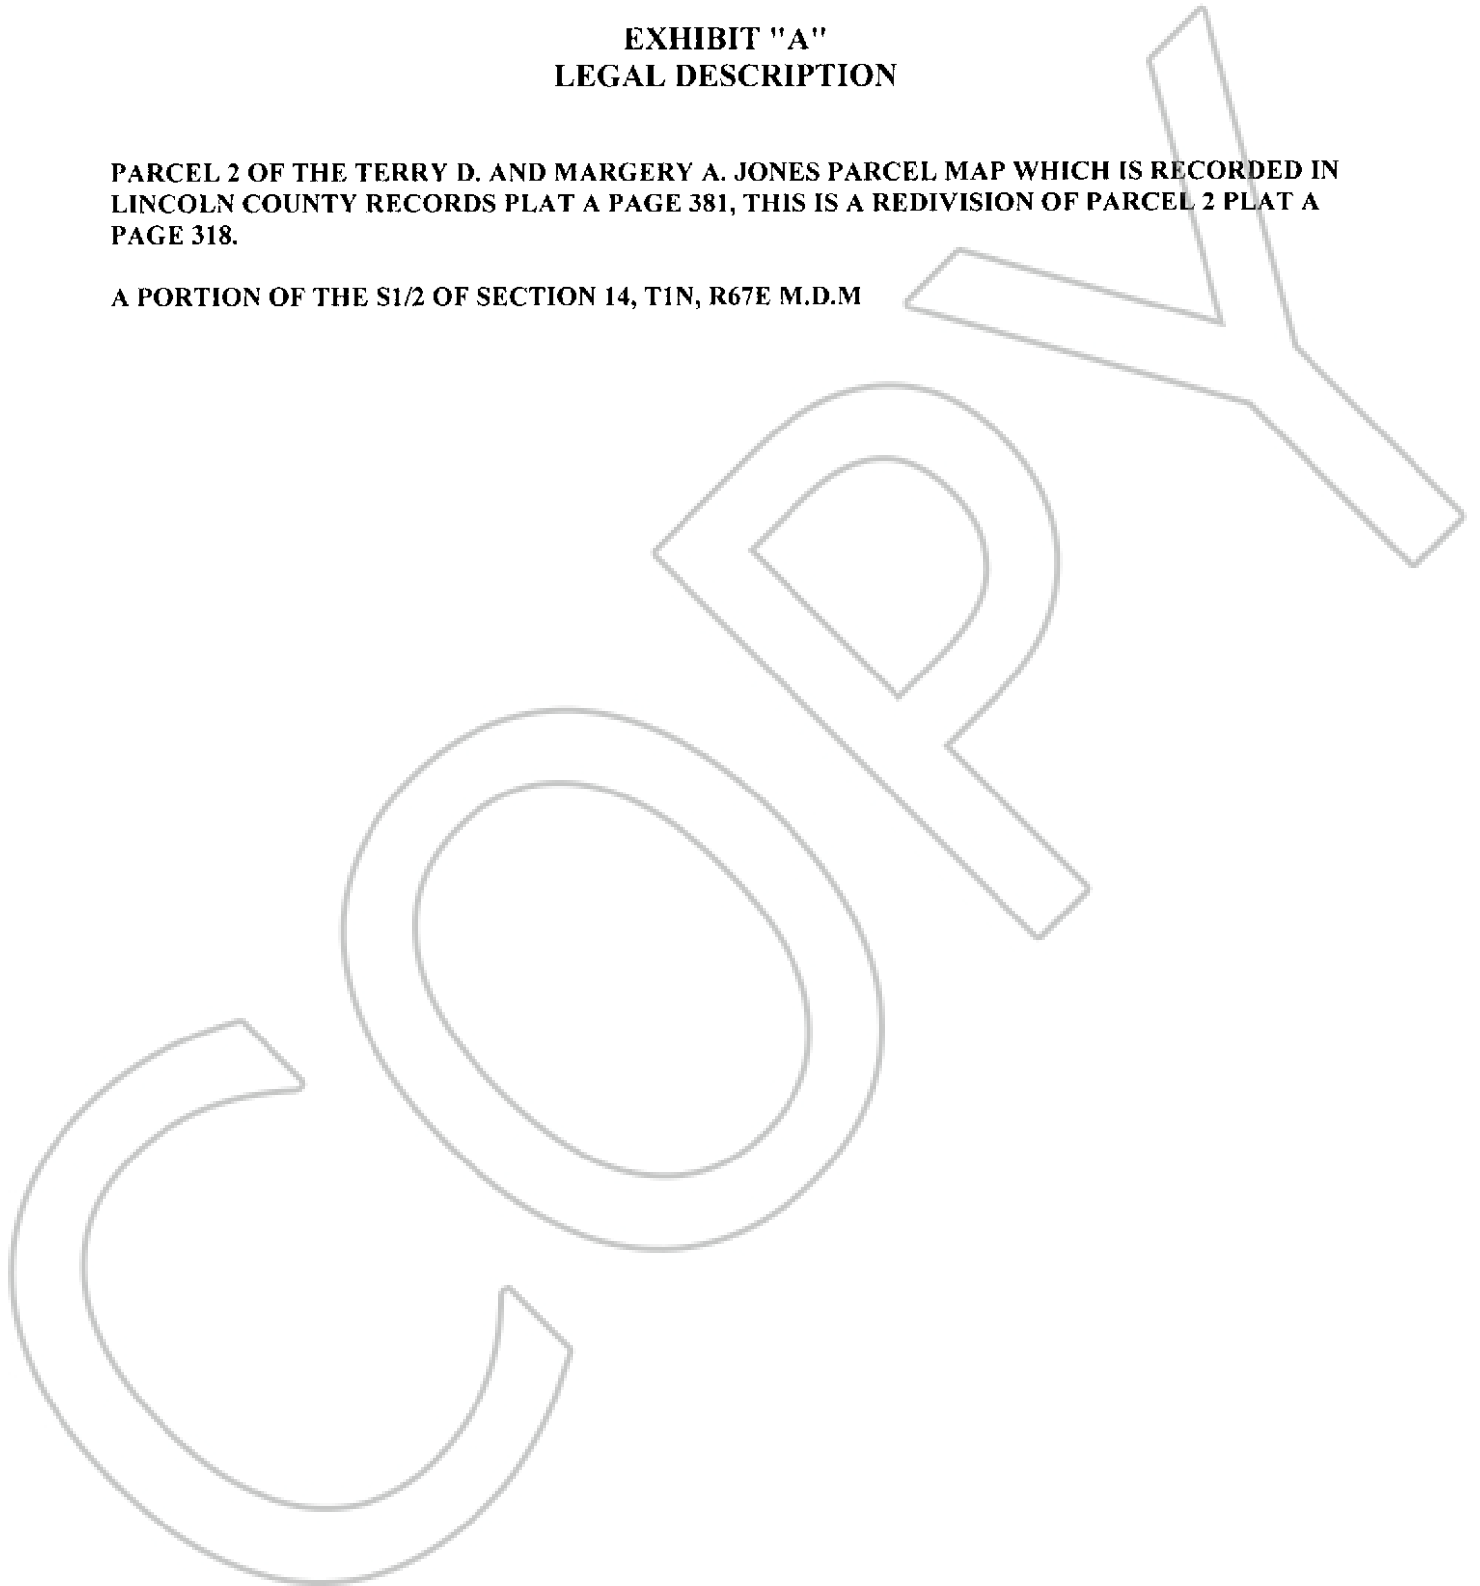 EXHIBIT "A"
LEGAL DESCRIPTION
PARCEL 2 OF THE TERRY D. AND MARGERY A. JONES PARCEL MAP WHICH IS RECORDED IN
LINCOLN COUNTY RECORDS PLAT A PAGE 381, THIS IS A REDIVISION OF PARCEL 2 PLAT A
PAGE 318.
A PORTION OF THE S1/2 OF SECTION 14, T1N, R67E M.D.M
COPY